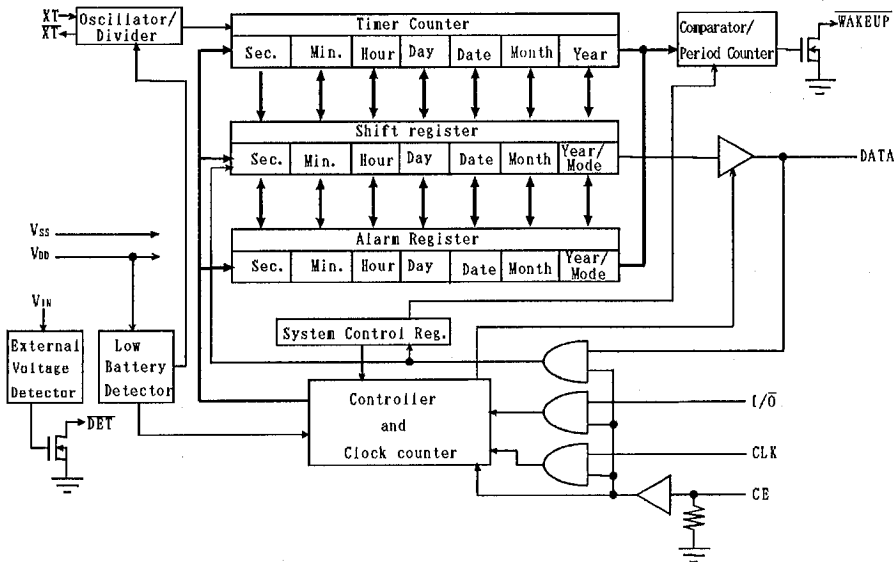 XT
XT
Oscillator/
Divider
Timer Counter
Sec. Min. Hour Day Date Month Year
Comparator/
Period Counter
WAKEUP
Shift register
Sec. Min. Hour Day Date Month Year/
Mode
DATA
Alarm Register
Sec. Min. Hour Day Date Month Year/
Mode
VSS
VDD
VIN
System Control Reg.
External
Voltage
Detector
Low
Battery
Detector
Controller
and
Clock counter
DET
I/O
CLK
CE